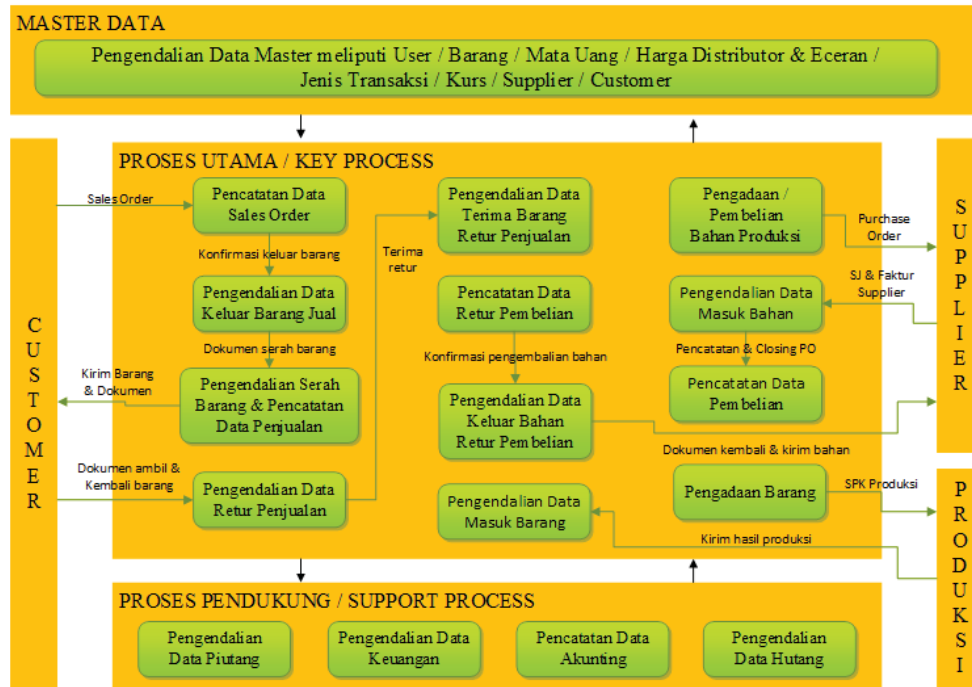 MASTER DATA
Pengendalian Data Master meliputi User / Barang / Mata Uang / Harga Distributor & Eceran /
Jenis Transaksi / Kurs / Supplier / Customer
CUSTOMER
PROSES UTAMA / KEY PROCESS
Sales Order
Pencatatan Data
Sales Order
Konfirmasi keluar barang
Pengendalian Data
Keluar Barang Jual
Dokumen serah barang
Kirim Barang
& Dokumen
Pengendalian Serah
Barang & Pencatatan
Data Penjualan
Dokumen ambil &
Kembali barang
Pengendalian Data
Retur Penjualan
Terima
retur
Pengendalian Data
Terima Barang
Retur Penjualan
Pencatatan Data
Retur Pembelian
Konfirmasi pengembalian bahan
Pengendalian Data
Keluar Bahan
Retur Pembelian
Dokumen kembali & kirim bahan
Pengendalian Data
Masuk Barang
Pengadaan /
Pembelian
Bahan Produksi
Purchase
Order
SJ & Faktur
Supplier
Pengendalian Data
Masuk Bahan
Pencatatan & Closing PO
Pencatatan Data
Pembelian
Pengadaan Barang
SPK Produksi
Kirim hasil produksi
SUPPLIER
PRODUKSI
PROSES PENDUKUNG / SUPPORT PROCESS
Pengendalian
Data Piutang
Pengendalian Data
Keuangan
Pencatatan Data
Akunting
Pengendalian
Data Hutang